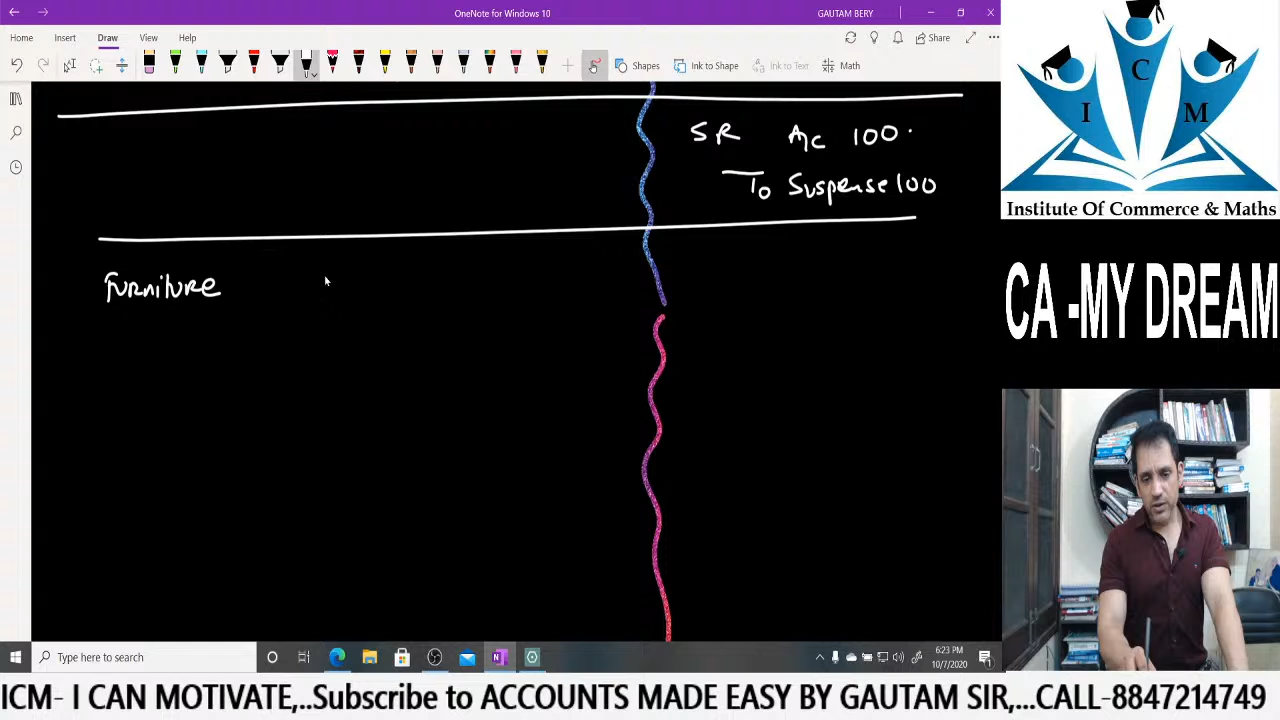 OneNote for Windows 10
GAUTAM BERY
Home Insert Draw View Help
Share
Shapes Ink to Shape Ink to Text Math
SR A/C 100.
To Suspense 100
Furniture
I C M
Institute Of Commerce & Maths
CA -MY DREAM
Type here to search
6:23 PM
10/7/2020
ICM- I CAN MOTIVATE,..Subscribe to ACCOUNTS MADE EASY BY GAUTAM SIR,...CALL-8847214749